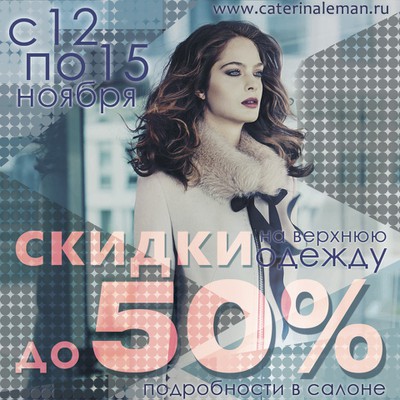 www.caterinaleman.ru
с 12
по 15
ноября
скидки
на верхнюю
одежду
до 50%
подробности в салоне